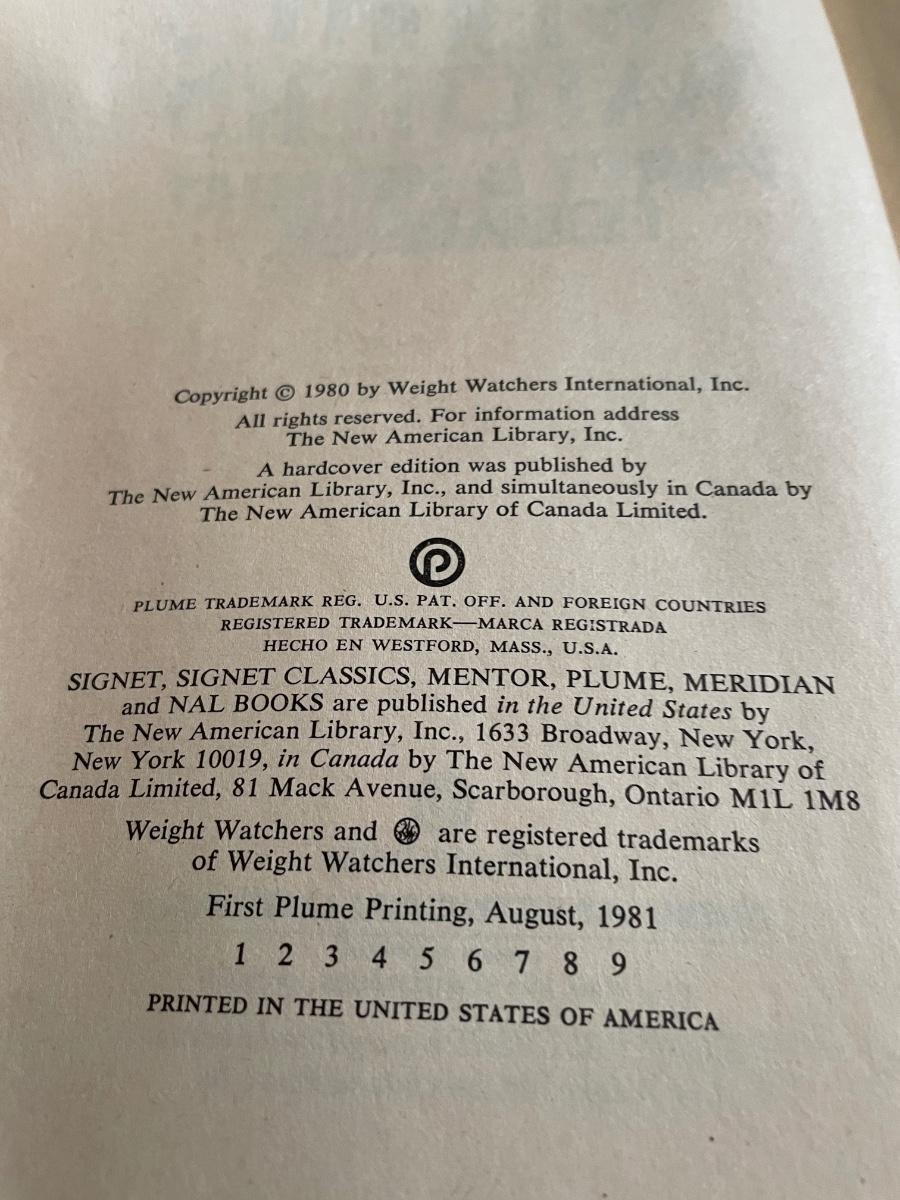 Copyright © 1980 by Weight Watchers International, Inc.
All rights reserved. For information address
The New American Library, Inc.
A hardcover edition was published by
The New American Library, Inc., and simultaneously in Canada by
The New American Library of Canada Limited.
PLUME TRADEMARK REG. U.S. PAT. OFF. AND FOREIGN COUNTRIES
REGISTERED TRADEMARK—MARCA REGISTRADA
HECHO EN WESTFORD, MASS., U.S.A.
SIGNET, SIGNET CLASSICS, MENTOR, PLUME, MERIDIAN
and NAL BOOKS are published in the United States by
The New American Library, Inc., 1633 Broadway, New York,
New York 10019, in Canada by The New American Library of
Canada Limited, 81 Mack Avenue, Scarborough, Ontario M1L 1M8
Weight Watchers and are registered trademarks
of Weight Watchers International, Inc.
First Plume Printing, August, 1981
1 2 3 4 5 6 7 8 9
PRINTED IN THE UNITED STATES OF AMERICA